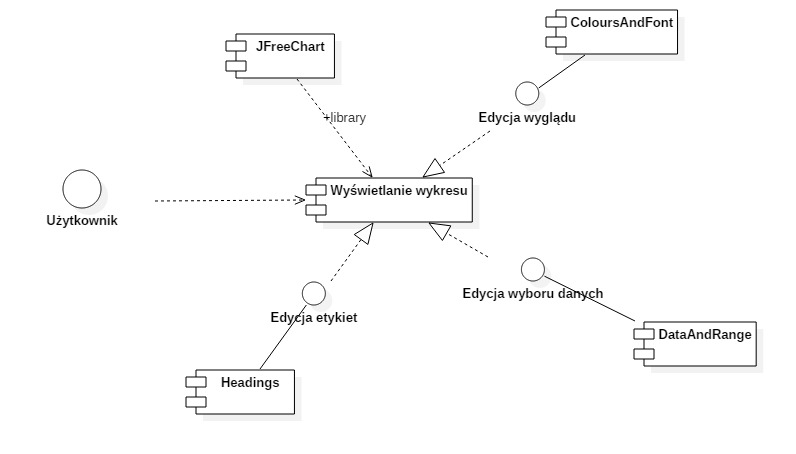 ColoursAndFont
JFreeChart
+library
Edycja wyglądu
Wyświetlanie wykresu
Użytkownik
Edycja wyboru danych
Edycja etykiet
DataAndRange
Headings